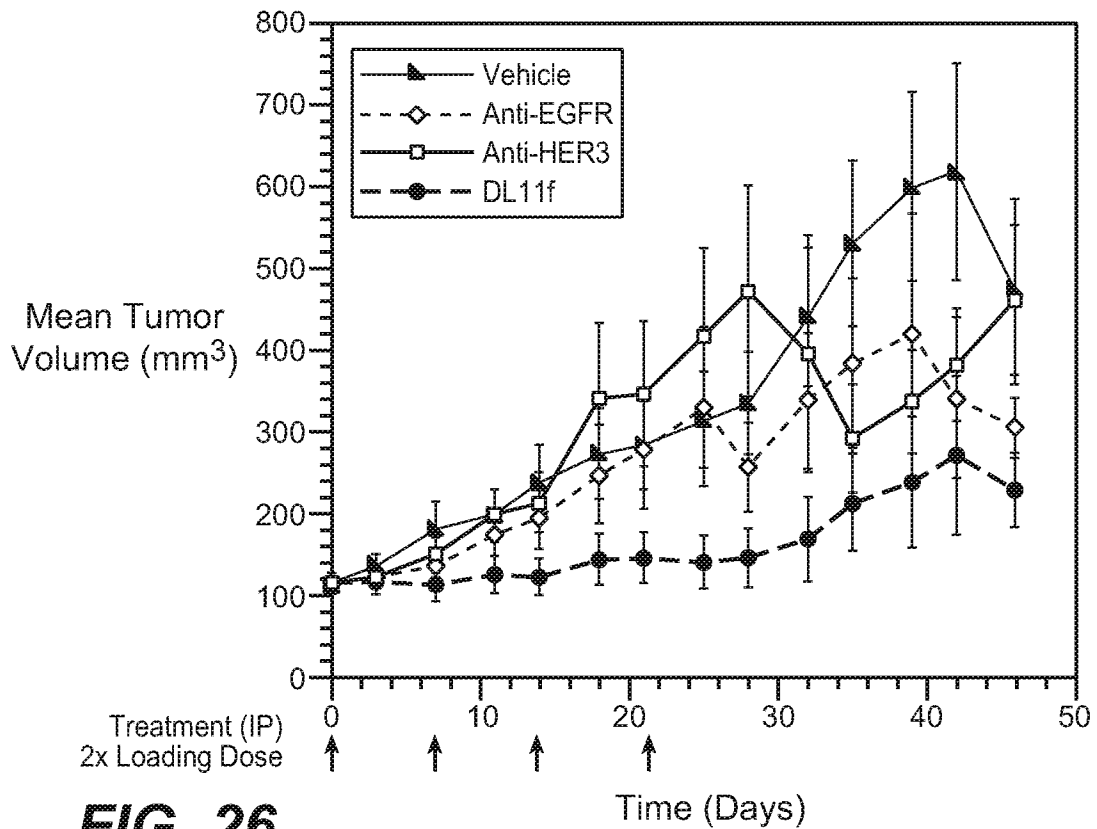 800
700
600
500
400
300
200
100
0
Mean Tumor
Volume (mm³)
Vehicle
Anti-EGFR
Anti-HER3
DL11f
0 10 20 30 40 50
Treatment (IP)
2x Loading Dose
Time (Days)
FIG. 26